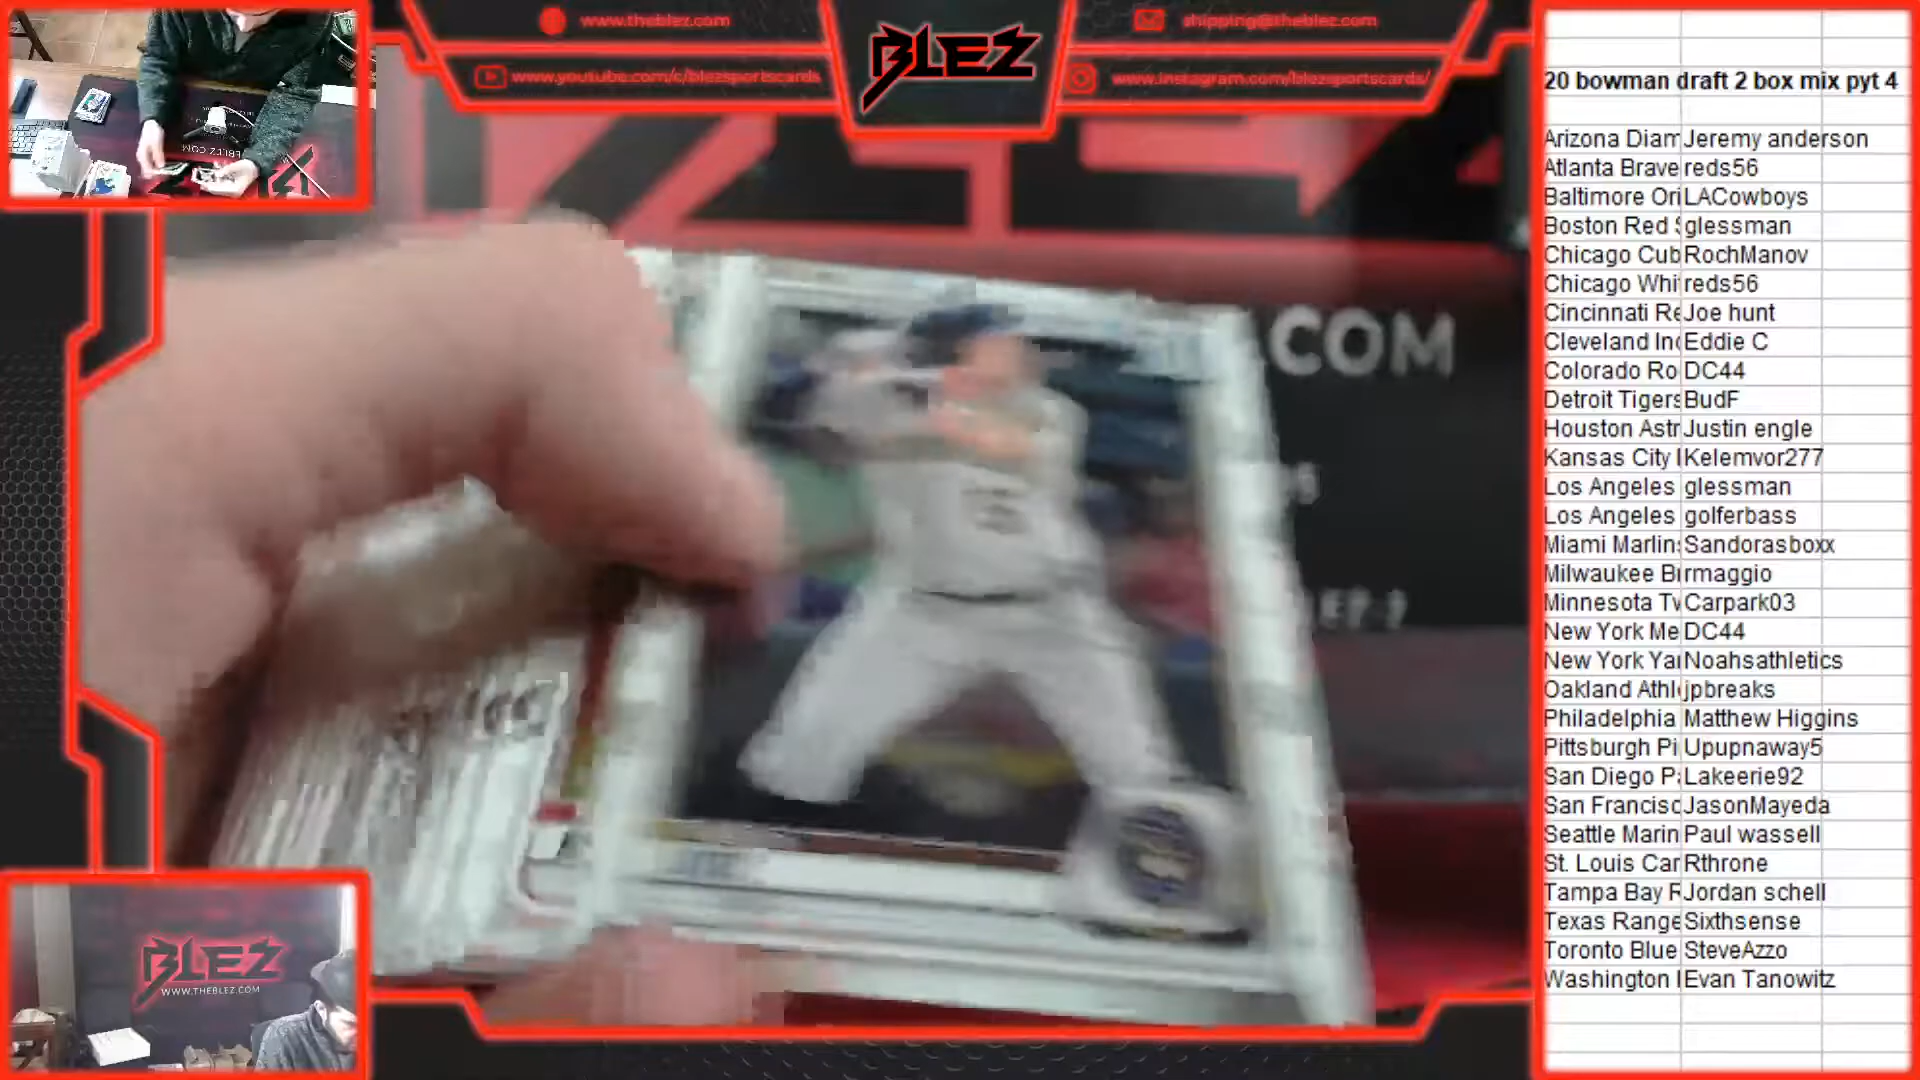 www.theblez.com
shipping@theblez.com
BLEZ
www.youtube.com/c/blezsportscards
www.instagram.com/blezsportscards/
.COM
20 bowman draft 2 box mix pyt 4
Arizona Diam Jeremy anderson
Atlanta Brave reds56
Baltimore Ori LACowboys
Boston Red S glessman
Chicago Cub RochManov
Chicago Whi reds56
Cincinnati Re Joe hunt
Cleveland Ind Eddie C
Colorado Ro DC44
Detroit Tigers BudF
Houston Astr Justin engle
Kansas City Kelemvor277
Los Angeles glessman
Los Angeles golferbass
Miami Marlins Sandorasboxx
Milwaukee Br rmaggio
Minnesota Tw Carpark03
New York Me DC44
New York Yan Noahsathletics
Oakland Athl jpbreaks
Philadelphia Matthew Higgins
Pittsburgh Pi Upupnaway5
San Diego Pa Lakeerie92
San Francisc JasonMayeda
Seattle Marin Paul wassell
St. Louis Car Rthrone
Tampa Bay R Jordan schell
Texas Range Sixthsense
Toronto Blue SteveAzzo
Washington Evan Tanowitz
BLEZ
WWW.THEBLEZ.COM